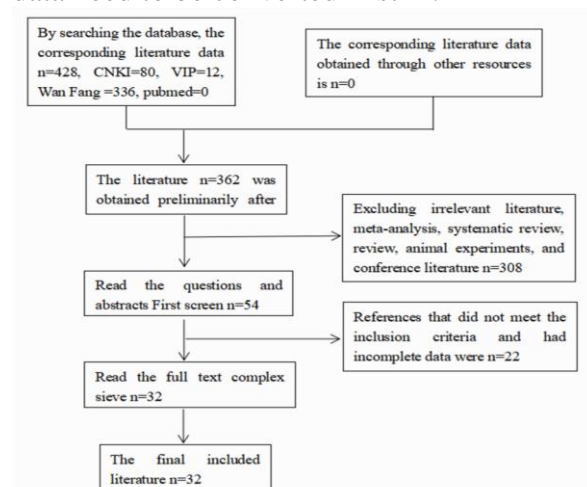 By searching the database, the
corresponding literature data
n=428, CNKI=80, VIP=12,
Wan Fang =336, pubmed=0
The corresponding literature data
obtained through other resources
is n=0
The literature n=362 was
obtained preliminarily after
Excluding irrelevant literature,
meta-analysis, systematic review,
review, animal experiments, and
conference literature n=308
Read the questions and
abstracts First screen n=54
References that did not meet the
inclusion criteria and had
incomplete data were n=22
Read the full text complex
sieve n=32
The final included
literature n=32